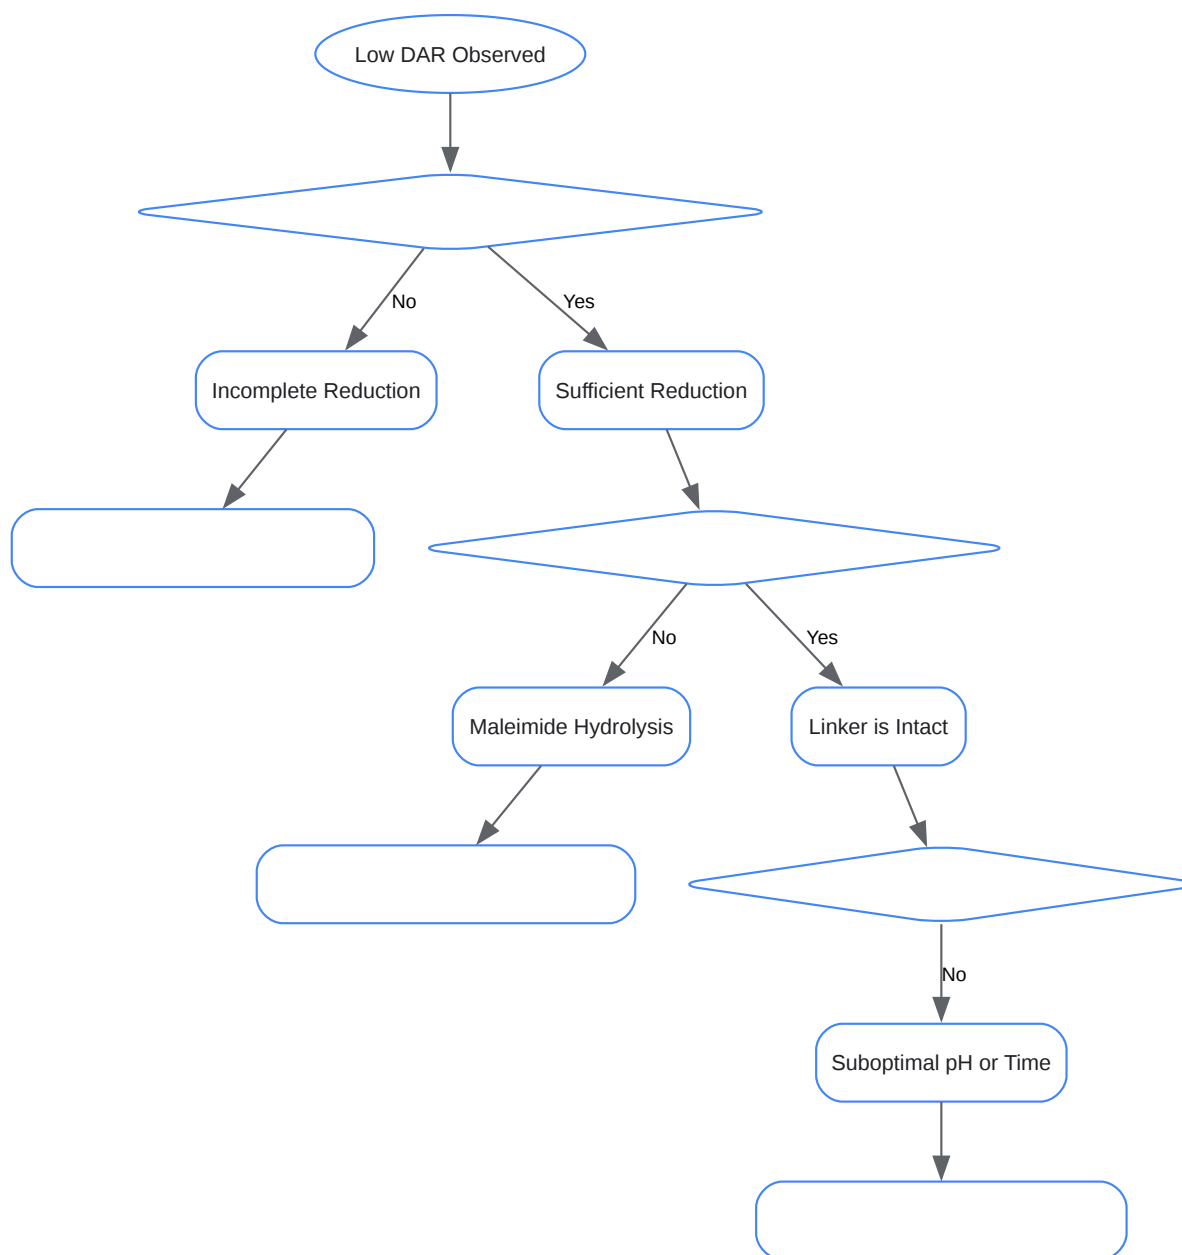 Low DAR Observed
No
Yes
Incomplete Reduction
Sufficient Reduction
No
Yes
Maleimide Hydrolysis
Linker is Intact
No
Suboptimal pH or Time